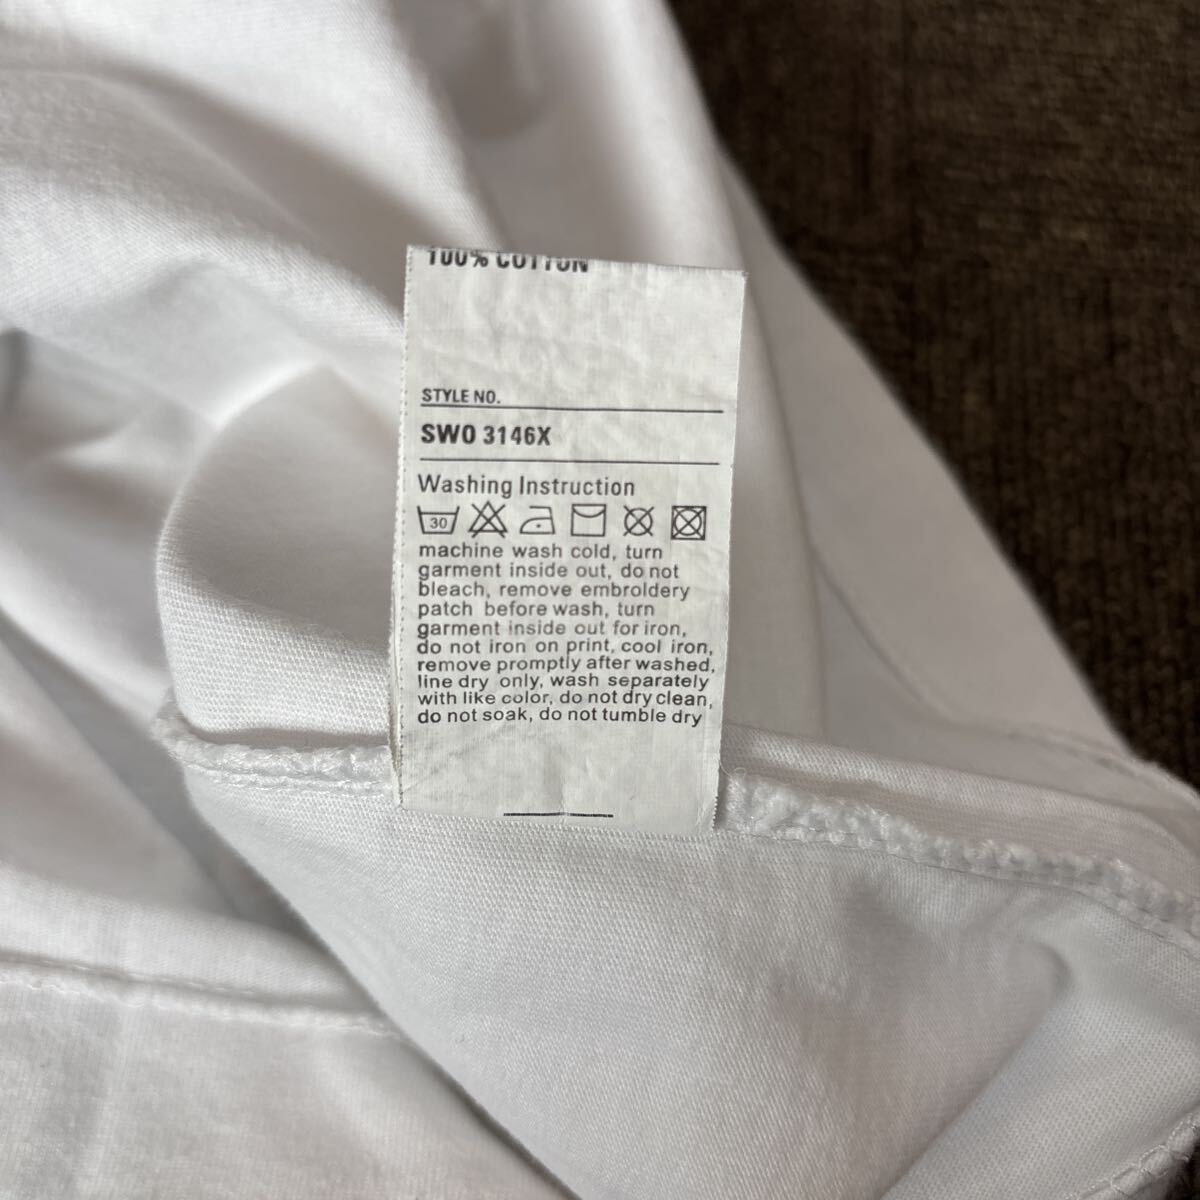 100% COTTON
STYLE NO.
SWO 3146X
Washing Instruction
30
machine wash cold, turn
garment inside out, do not
bleach, remove embroldery
patch before wash, turn
garment inside out for iron,
do not iron on print, cool iron,
remove promptly after washed,
line dry only, wash separately
with like color, do not dry clean,
do not soak, do not tumble dry